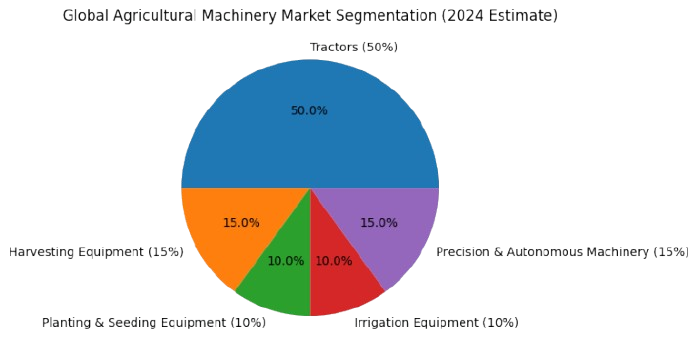 Global Agricultural Machinery Market Segmentation (2024 Estimate)
Tractors (50%)
50.0%
15.0%
15.0%
Harvesting Equipment (15%)
Precision & Autonomous Machinery (15%)
10.0%
10.0%
Planting & Seeding Equipment (10%)
Irrigation Equipment (10%)